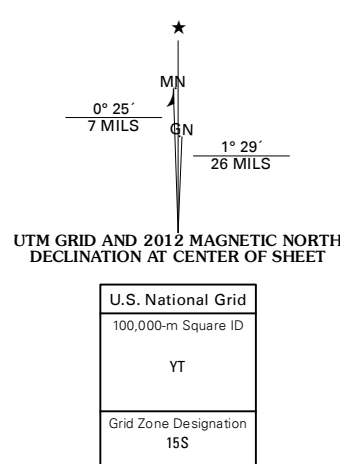 ★
MN
0° 25´
7 MILS
GN
1° 29´
26 MILS
UTM GRID AND 2012 MAGNETIC NORTH
DECLINATION AT CENTER OF SHEET
U.S. National Grid
100,000-m Square ID
YT
Grid Zone Designation
15S